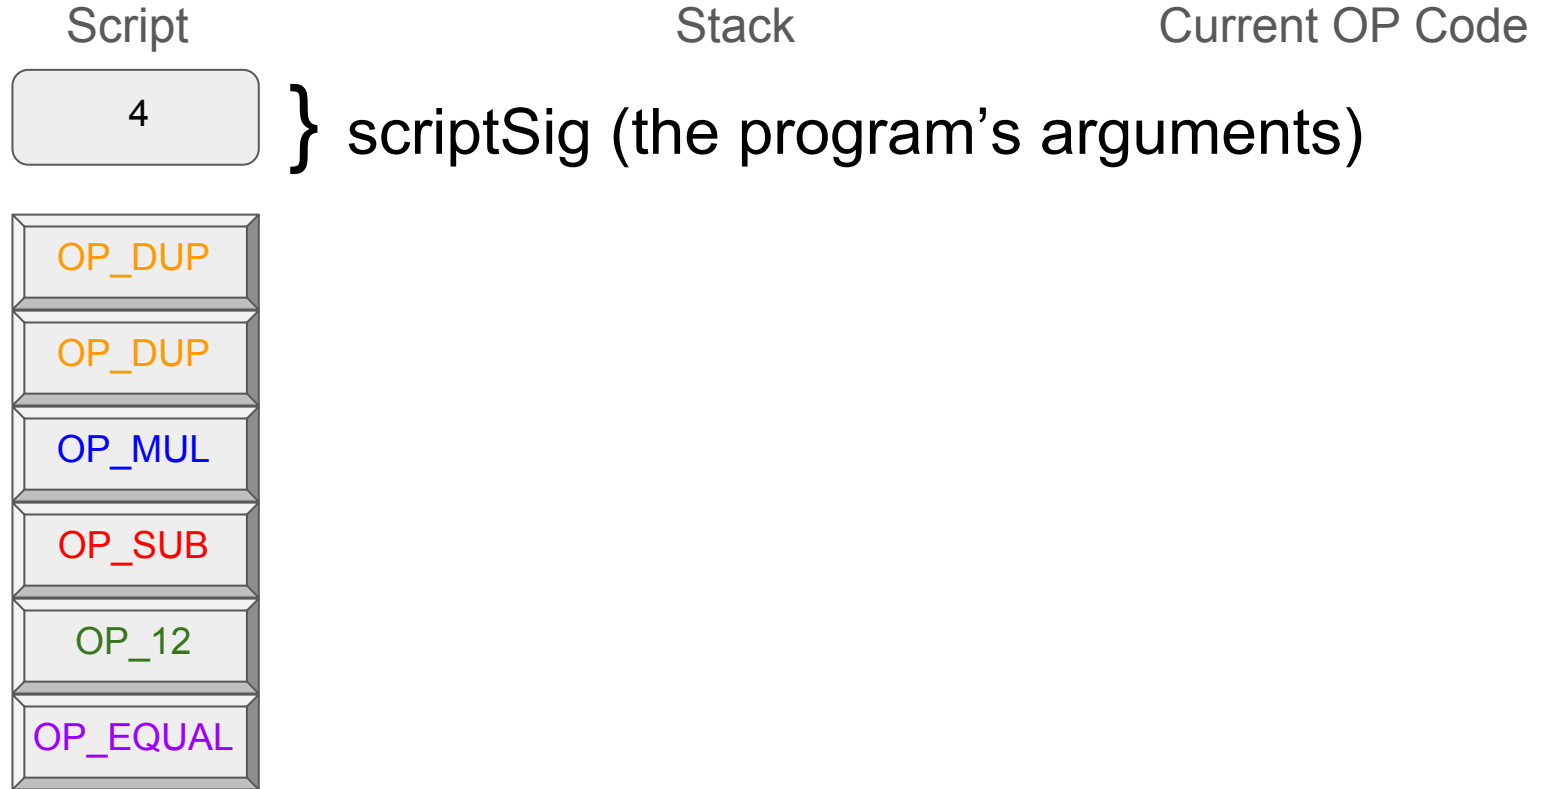 Script
Stack
Current OP Code
4
} scriptSig (the program’s arguments)
OP_DUP
OP_DUP
OP_MUL
OP_SUB
OP_12
OP_EQUAL